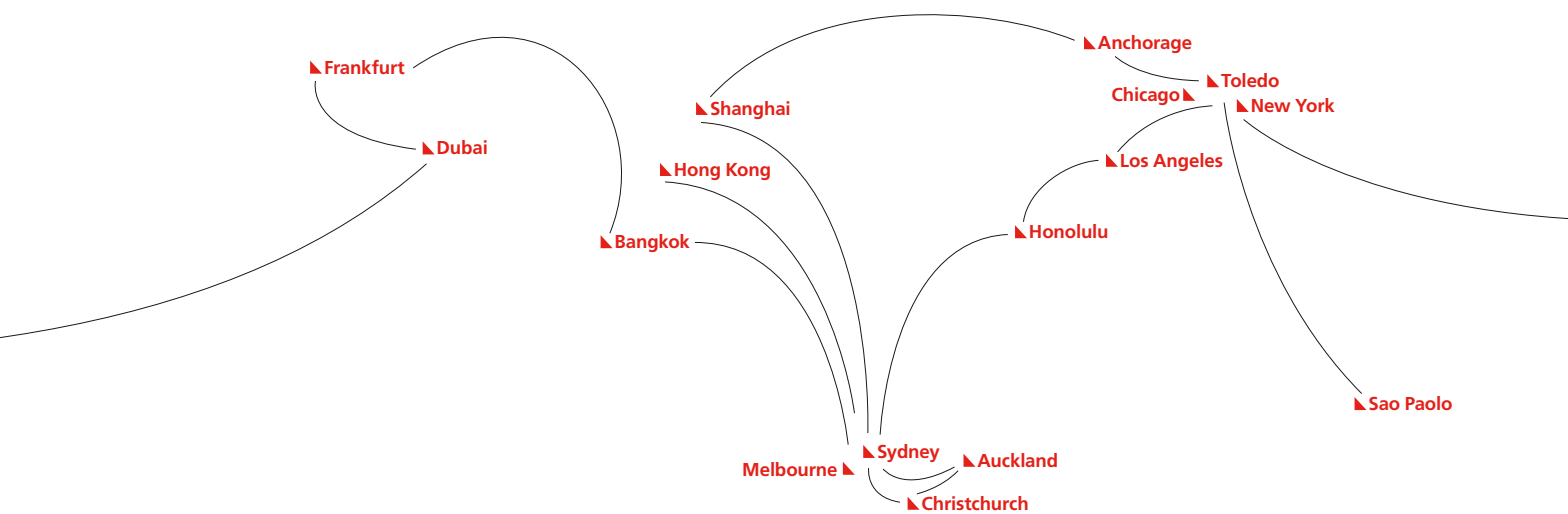 Anchorage
Frankfurt
Toledo
Chicago
New York
Shanghai
Dubai
Los Angeles
Hong Kong
Honolulu
Bangkok
Sao Paolo
Sydney
Auckland
Melbourne
Christchurch